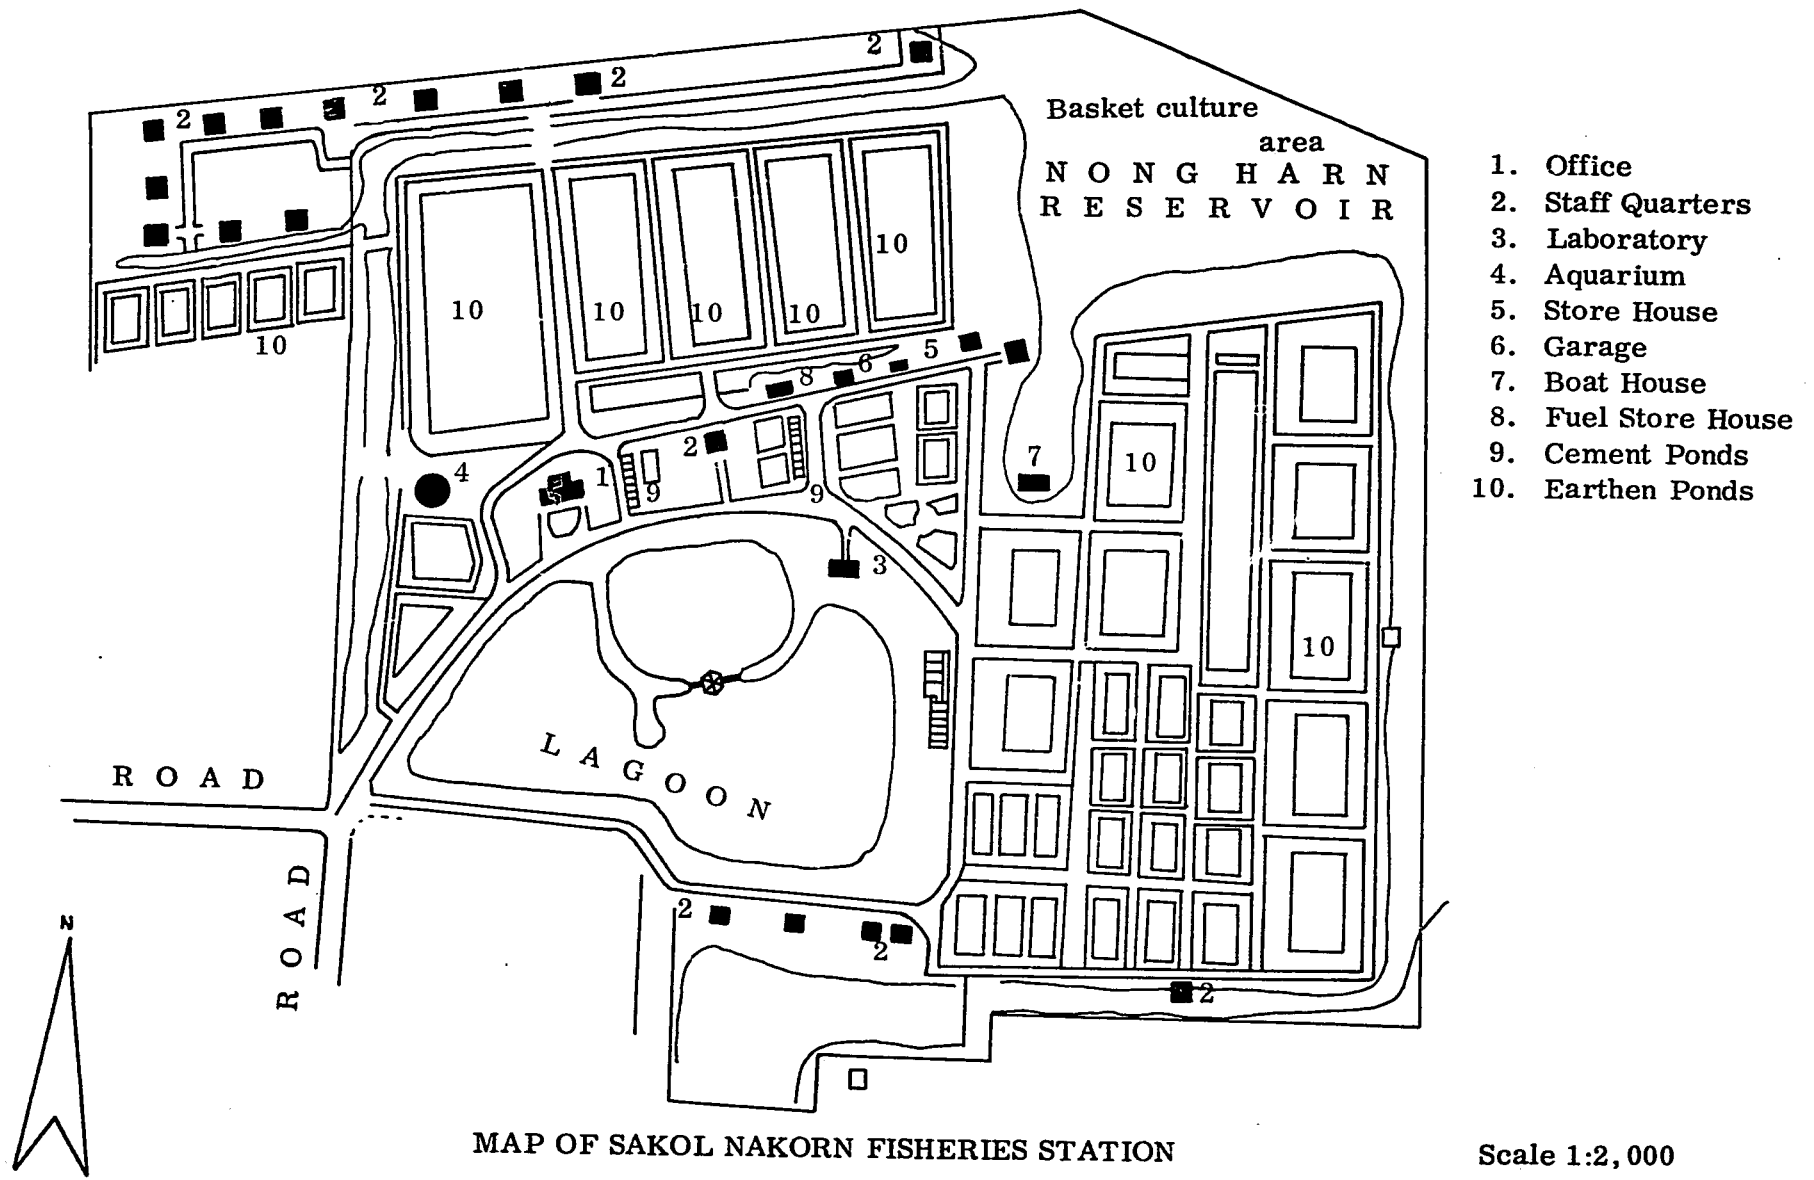 2
2
2
2
Basket culture
area
NONG HARN
RESERVOIR
10
10
10
10
10
10
5
6
8
2
4
1
9
9
7
10
3
10
LAGOON
ROAD
ROAD
2
2
2
N
1. Office
2. Staff Quarters
3. Laboratory
4. Aquarium
5. Store House
6. Garage
7. Boat House
8. Fuel Store House
9. Cement Ponds
10. Earthen Ponds
MAP OF SAKOL NAKORN FISHERIES STATION
Scale 1:2,000